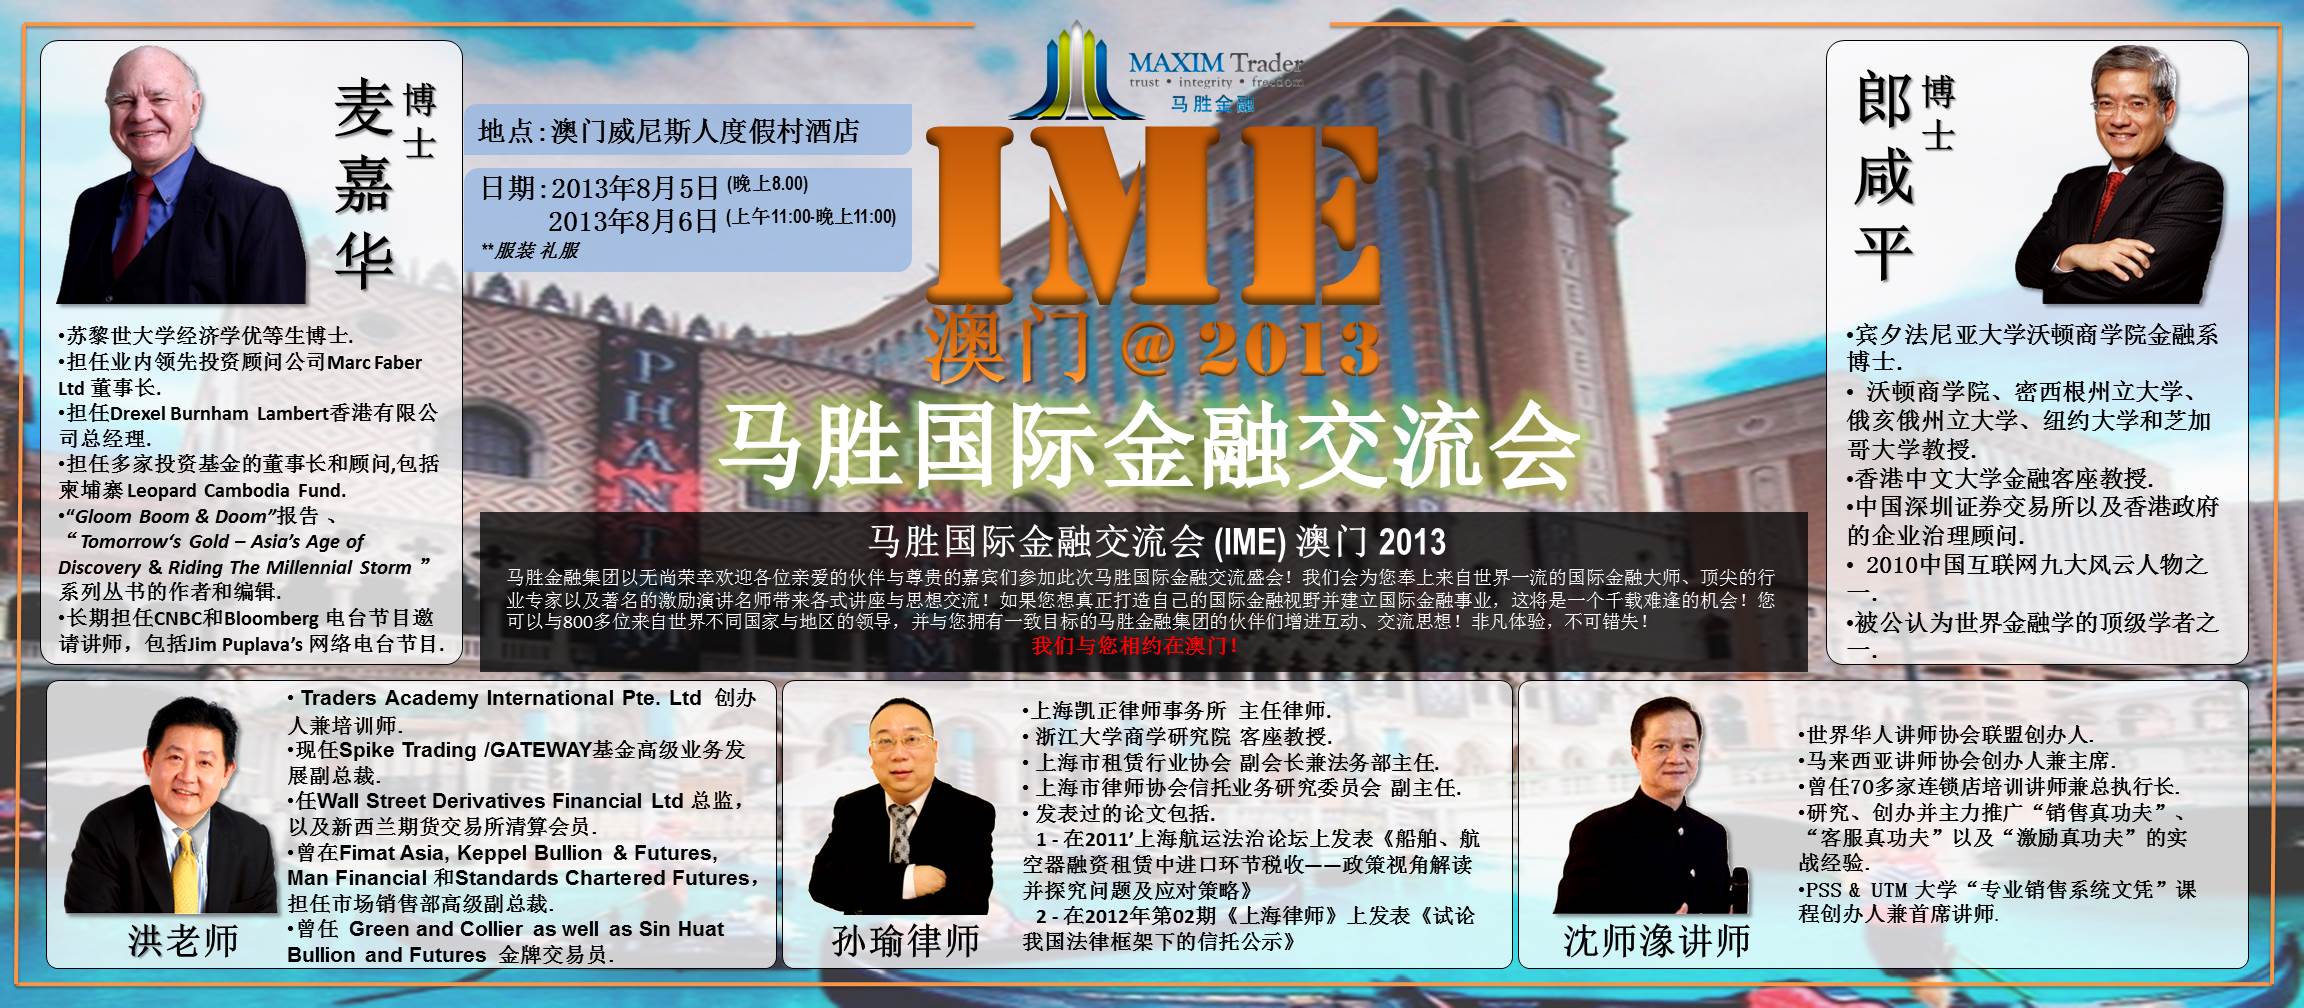 MAXIM Trader
trust • integrity • freedom
马胜金融
IME
澳门 @ 2013
马胜国际金融交流会
地点：澳门威尼斯人度假村酒店
日期：2013年8月5日 (晚上8.00)
2013年8月6日 (上午11:00-晚上11:00)
**服装 礼服
麦嘉华
博士
•苏黎世大学经济学优等生博士.
•担任业内领先投资顾问公司Marc Faber
Ltd 董事长.
•担任Drexel Burnham Lambert香港有限公
司总经理.
•担任多家投资基金的董事长和顾问,包括
柬埔寨 Leopard Cambodia Fund.
•“Gloom Boom & Doom”报告 、
“ Tomorrow‘s Gold – Asia’s Age of
Discovery & Riding The Millennial Storm ”
系列丛书的作者和编辑.
•长期担任CNBC和Bloomberg 电台节目邀
请讲师，包括Jim Puplava’s 网络电台节目.
郎咸平
博士
•宾夕法尼亚大学沃顿商学院金融系
博士.
• 沃顿商学院、密西根州立大学、
俄亥俄州立大学、纽约大学和芝加
哥大学教授.
•香港中文大学金融客座教授.
•中国深圳证券交易所以及香港政府
的企业治理顾问.
• 2010中国互联网九大风云人物之
一.
•被公认为世界金融学的顶级学者之
一.
PHANT
马胜国际金融交流会 (IME) 澳门 2013
马胜金融集团以无尚荣幸欢迎各位亲爱的伙伴与尊贵的嘉宾们参加此次马胜国际金融交流盛会！我们会为您奉上来自世界一流的国际金融大师、顶尖的行
业专家以及著名的激励演讲名师带来各式讲座与思想交流！如果您想真正打造自己的国际金融视野并建立国际金融事业，这将是一个千载难逢的机会！您
可以与800多位来自世界不同国家与地区的领导，并与您拥有一致目标的马胜金融集团的伙伴们增进互动、交流思想！非凡体验，不可错失！
我们与您相约在澳门！
• Traders Academy International Pte. Ltd 创办
人兼培训师.
•现任Spike Trading /GATEWAY基金高级业务发
展副总裁.
•任Wall Street Derivatives Financial Ltd 总监，
以及新西兰期货交易所清算会员.
•曾在Fimat Asia, Keppel Bullion & Futures,
Man Financial 和Standards Chartered Futures，
担任市场销售部高级副总裁.
•曾任 Green and Collier as well as Sin Huat
Bullion and Futures 金牌交易员.
洪老师
•上海凯正律师事务所 主任律师.
• 浙江大学商学研究院 客座教授.
• 上海市租赁行业协会 副会长兼法务部主任.
• 上海市律师协会信托业务研究委员会 副主任.
• 发表过的论文包括.
1 - 在2011’上海航运法治论坛上发表《船舶、航
空器融资租赁中进口环节税收——政策视角解读
并探究问题及应对策略》
2 - 在2012年第02期《上海律师》上发表《试论
我国法律框架下的信托公示》
孙瑜律师
•世界华人讲师协会联盟创办人.
•马来西亚讲师协会创办人兼主席.
•曾任70多家连锁店培训讲师兼总执行长.
•研究、创办并主力推广“销售真功夫”、
“客服真功夫”以及“激励真功夫”的实
战经验.
•PSS & UTM 大学“专业销售系统文凭”课
程创办人兼首席讲师.
沈师潒讲师